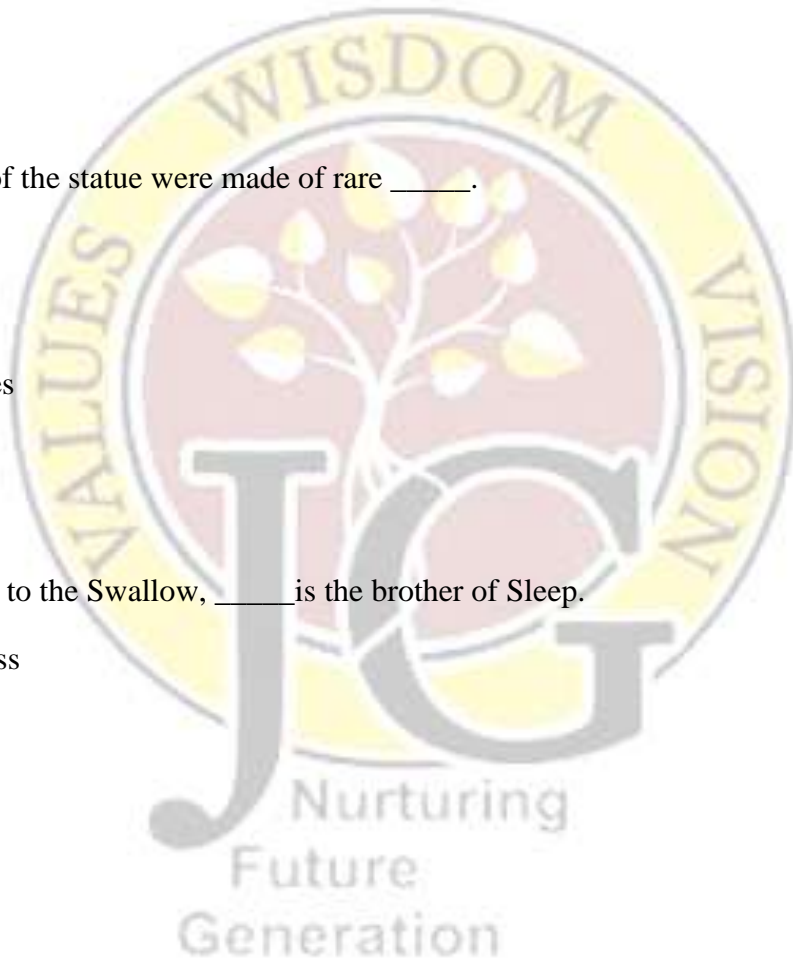 WISDOM
VALUES
VISION
of the statue were made of rare _____.
es
to the Swallow, _____is the brother of Sleep.
ss
JG
Nurturing
Future
Generation